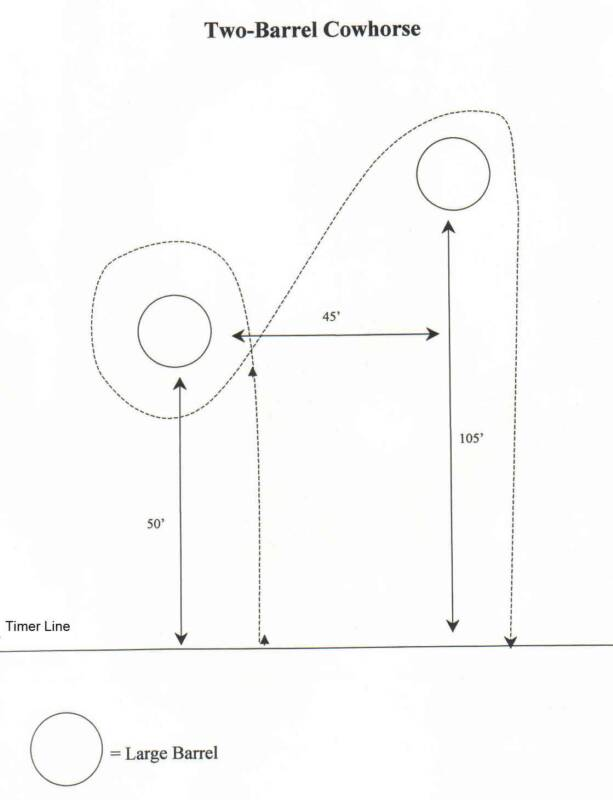 Two-Barrel Cowhorse
45'
105'
50'
Timer Line
= Large Barrel